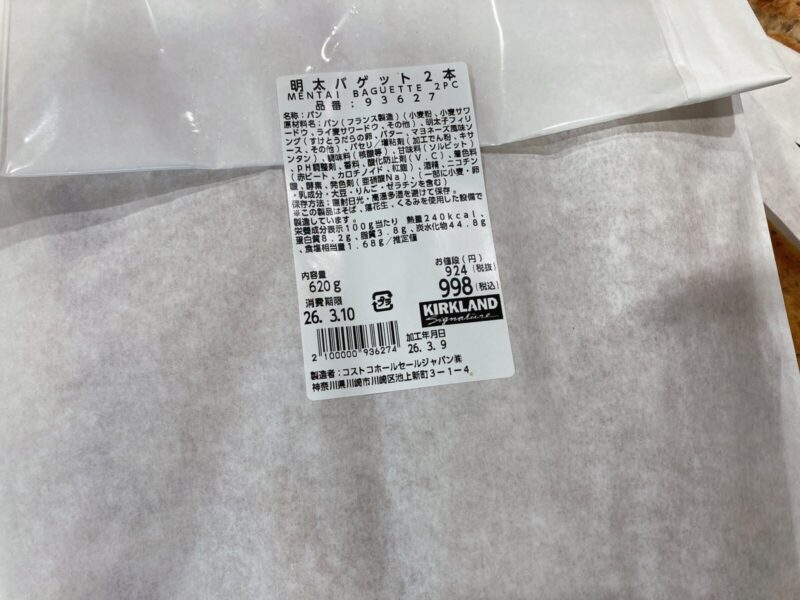 明太バゲット2本
MENTAI BAGUETTE 2PC
品番:93627
名称:パン
原材料名:パン(フランス製造)(小麦粉、小麦サワ
ードウ、ライ麦サワードウ、その他)、明太子フィリ
ング(すけとうだらの卵、バター、マヨネーズ風味ソ
ース、その他)、パセリ/増粘剤(加工でん粉、キサ
ンタン)、調味料(核酸等)、甘味料(ソルビット)
、pH調整剤、香料、酸化防止剤(V.C)、着色料
(赤ビート、カロチノイド、紅麹)、酒精、ニコチン
酸、酵素、発色剤(亜硝酸Na)、(一部に小麦・卵
・乳成分・大豆・りんご・ゼラチンを含む)
保存方法:直射日光・高温多湿を避けて保存。
※この製品はそば、落花生、くるみを使用した設備で
製造しています。
栄養成分表示100g当たり 熱量240kcal、
蛋白質8.2g、脂質3.8g、炭水化物44.8g
、食塩相当量1.68g/推定値
内容量
620g
お値段(円)
924(税抜)
998(税込)
消費期限
26. 3.10
プラ
KIRKLAND
Signature
2 100000 936274
加工年月日
26. 3. 9
製造者:コストコホールセールジャパン㈱
神奈川県川崎市川崎区池上新町3-1-4